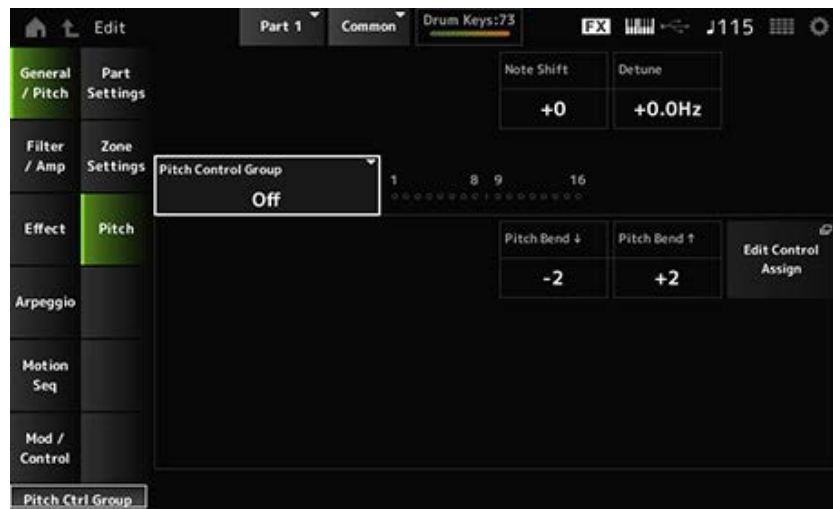 Edit
Part 1
Common
Drum Keys:73
FX
♩115
General / Pitch
Part Settings
Note Shift
+0
Detune
+0.0Hz
Filter / Amp
Zone Settings
Pitch Control Group
Off
1 8 9 16
Effect
Pitch
Pitch Bend ↓
-2
Pitch Bend ↑
+2
Edit Control Assign
Arpeggio
Motion Seq
Mod / Control
Pitch Ctrl Group